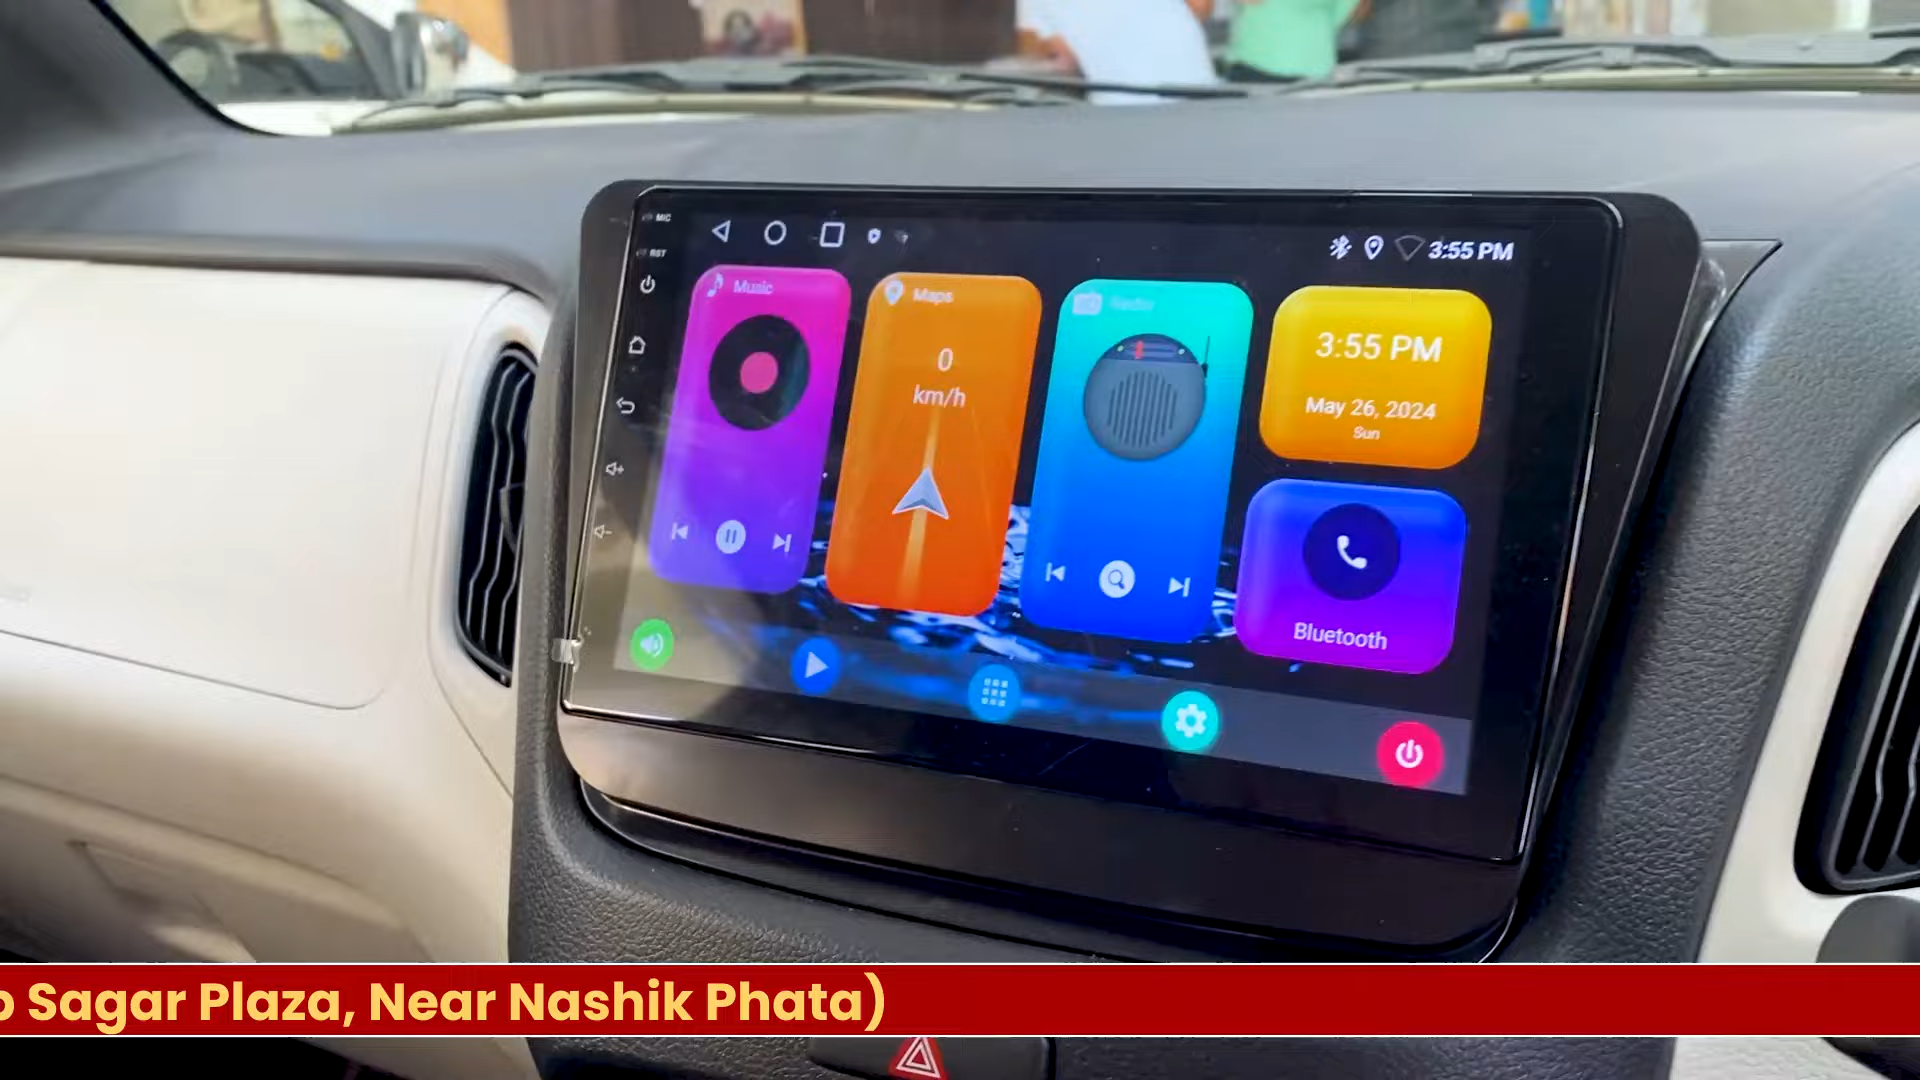 MIC
RST
3:55 PM
Music
Maps
0
km/h
Radio
3:55 PM
May 26, 2024
Sun
Bluetooth
Sagar Plaza, Near Nashik Phata)